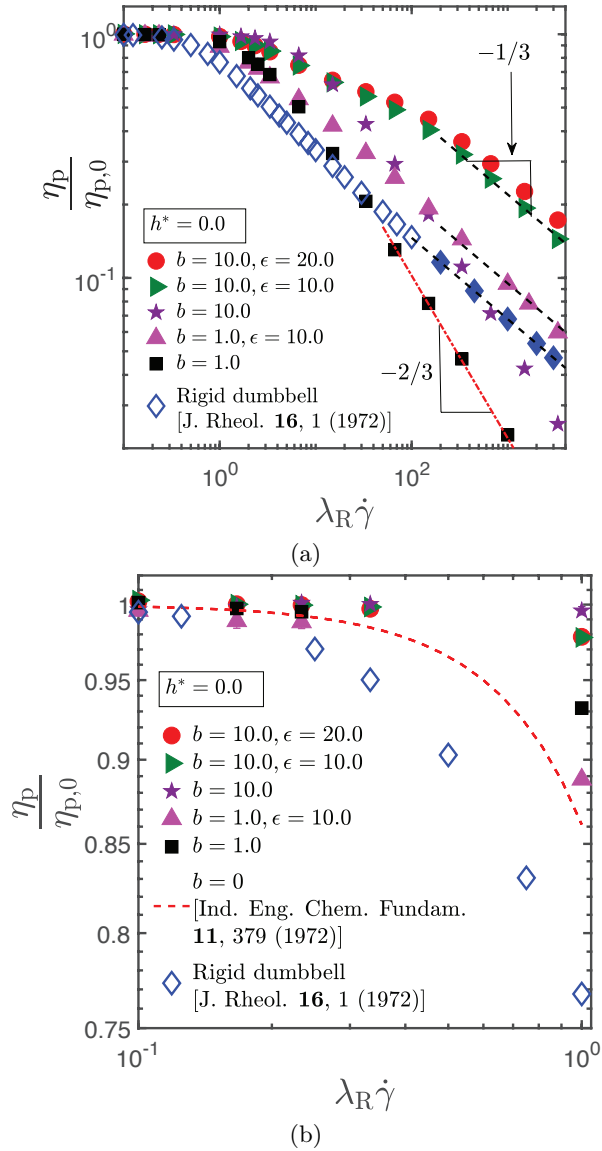 10^0
10^{-1}
η_p
η_{p,0}
-1/3
h* = 0.0
b = 10.0, ϵ = 20.0
b = 10.0, ϵ = 10.0
b = 10.0
b = 1.0, ϵ = 10.0
b = 1.0
Rigid dumbbell
[J. Rheol. 16, 1 (1972)]
-2/3
10^0
10^2
λ_R γ̇
(a)
1
0.95
0.9
0.85
0.8
0.75
η_p
η_{p,0}
h* = 0.0
b = 10.0, ϵ = 20.0
b = 10.0, ϵ = 10.0
b = 10.0
b = 1.0, ϵ = 10.0
b = 1.0
b = 0
[Ind. Eng. Chem. Fundam.
11, 379 (1972)]
Rigid dumbbell
[J. Rheol. 16, 1 (1972)]
10^{-1}
10^0
λ_R γ̇
(b)